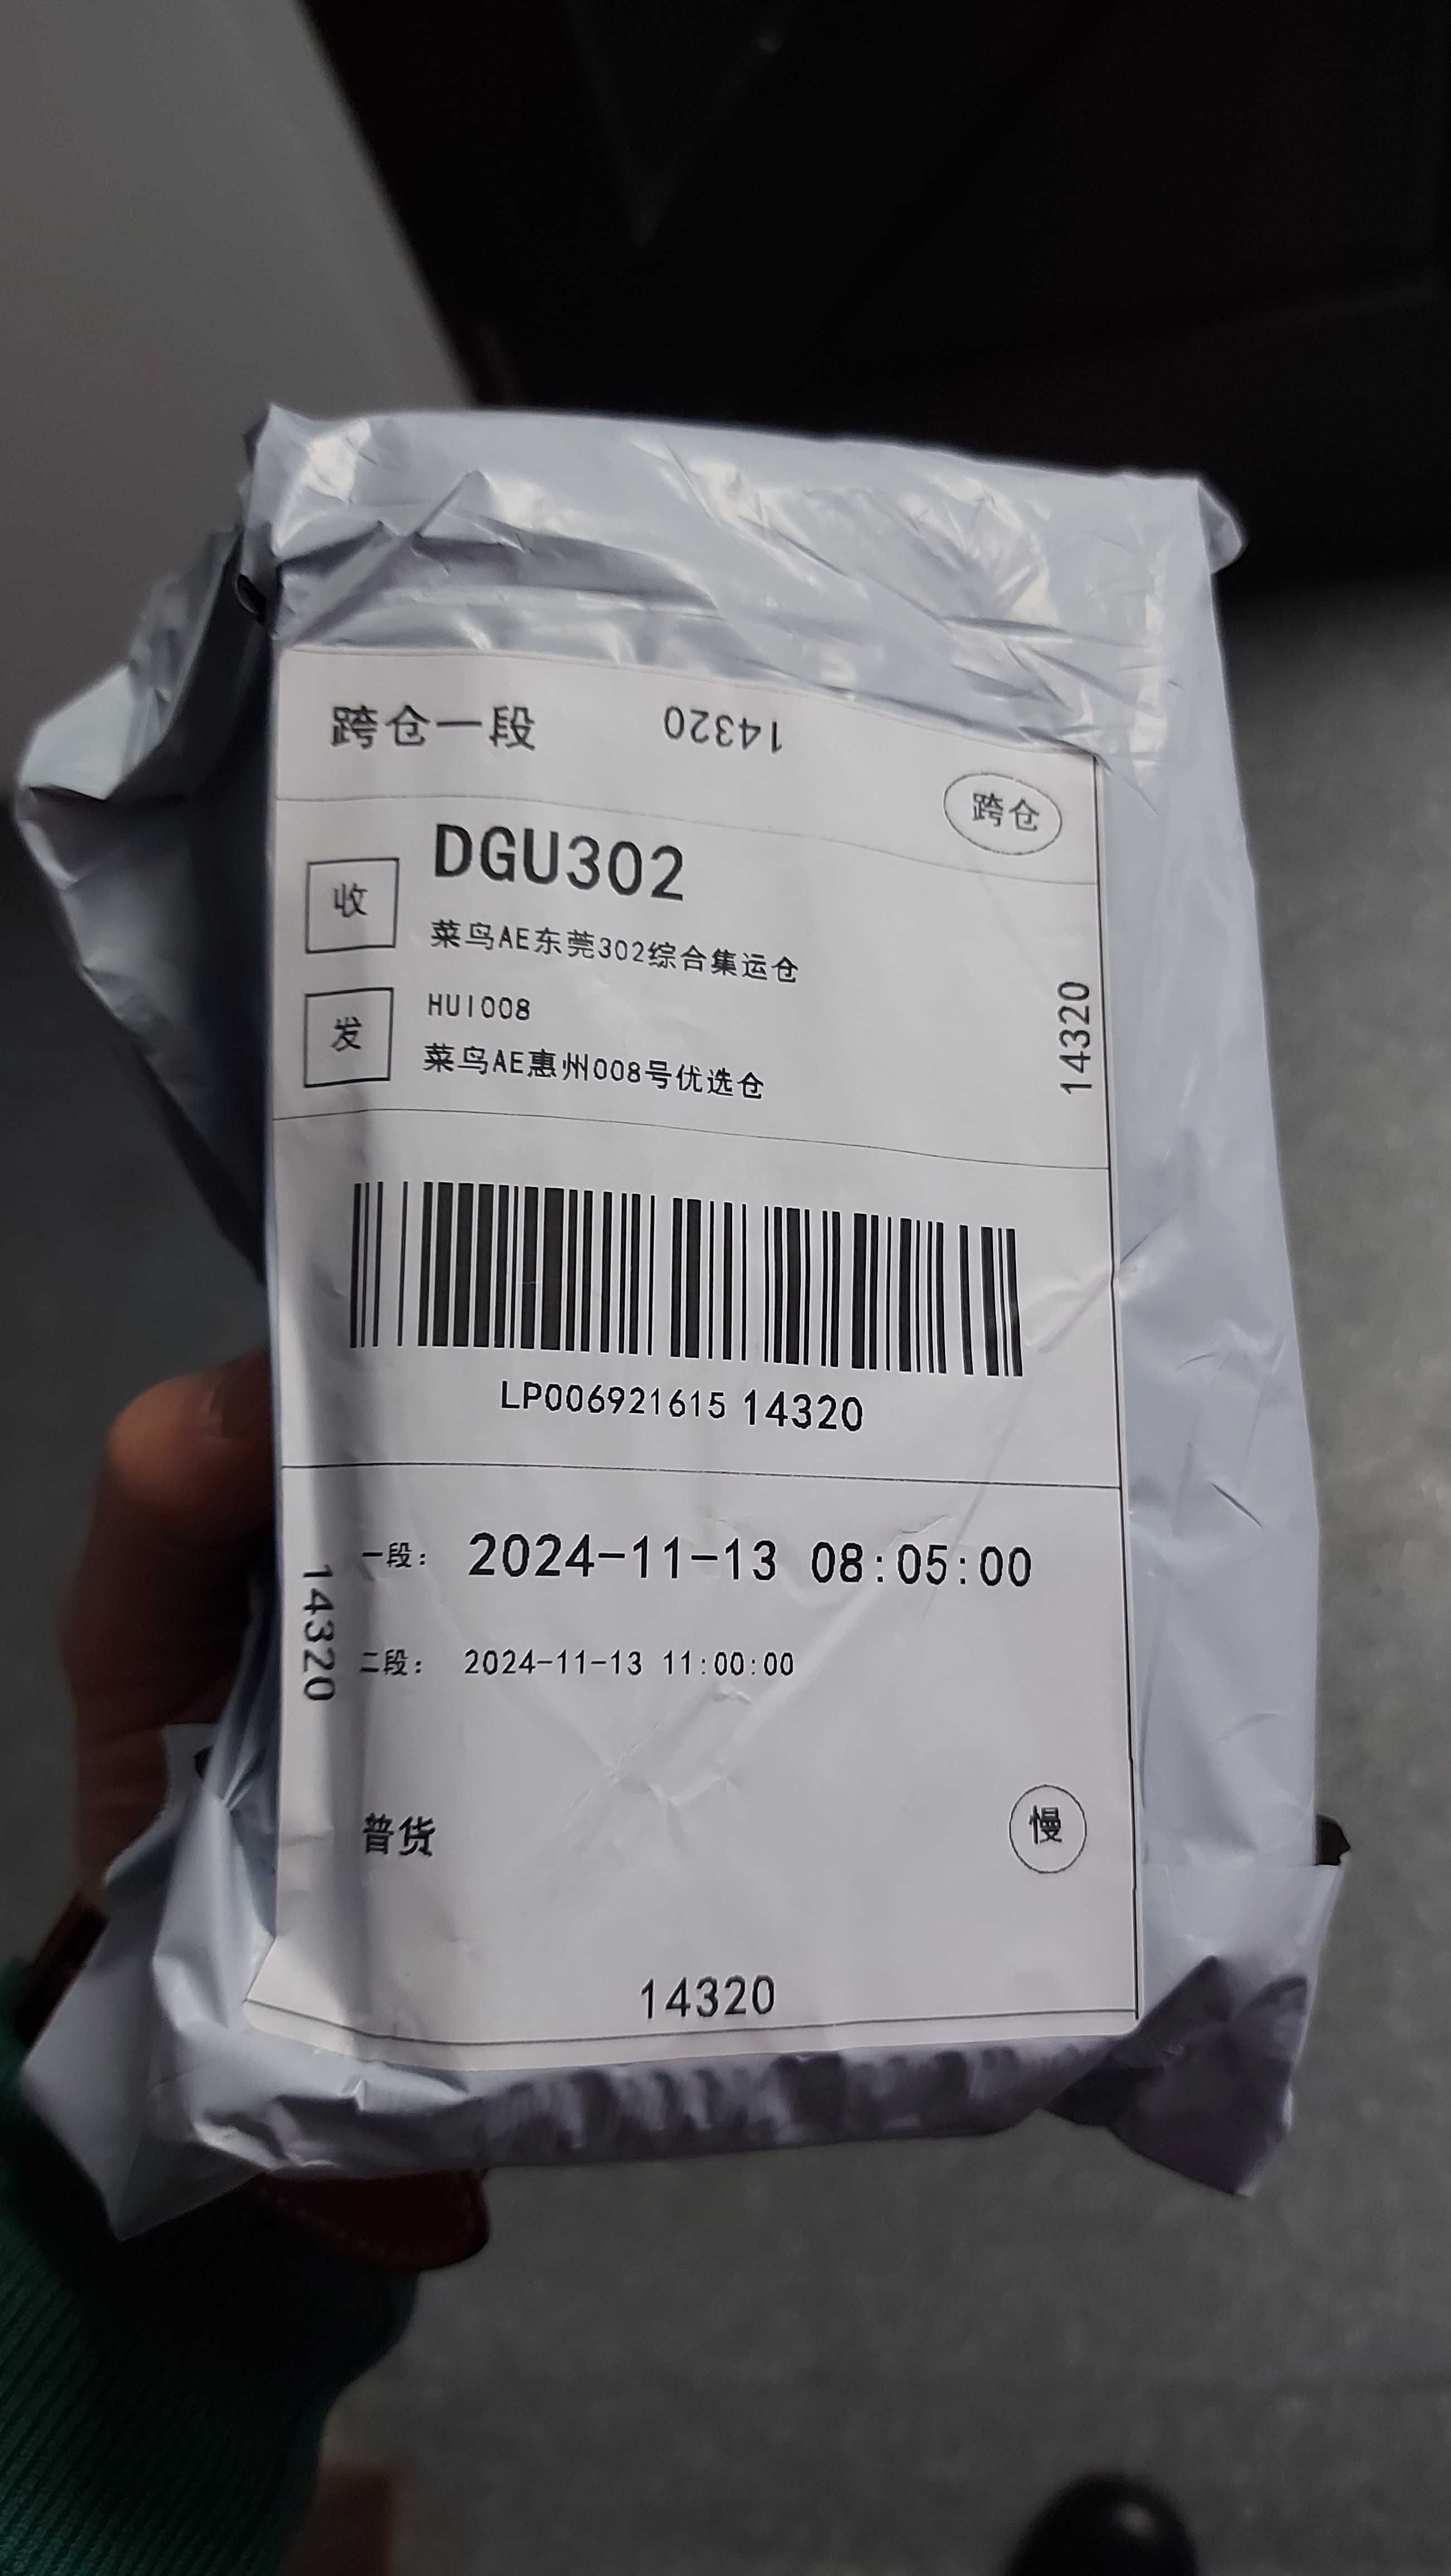 跨仓一段 14320
跨仓
收 DGU302
菜鸟AE东莞302综合集运仓
发 HUI008
菜鸟AE惠州008号优选仓
14320
LP00692161514320
一段： 2024-11-13 08:05:00
14320
二段： 2024-11-13 11:00:00
普货 慢
14320